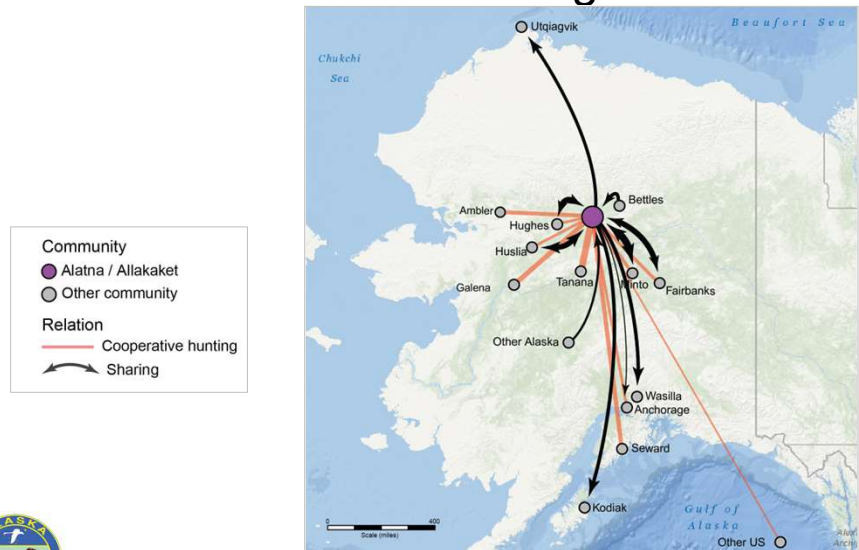 Utqiagvik
Beaufort Sea
Chukchi
Sea
Bettles
Ambler
Hughes
Huslia
Galena
Tanana
Minto
Fairbanks
Other Alaska
Wasilla
Anchorage
Seward
Kodiak
Gulf of
Alaska
Other US
0
400
Scale (miles)
Community
Alatna / Allakaket
Other community
Relation
Cooperative hunting
Sharing